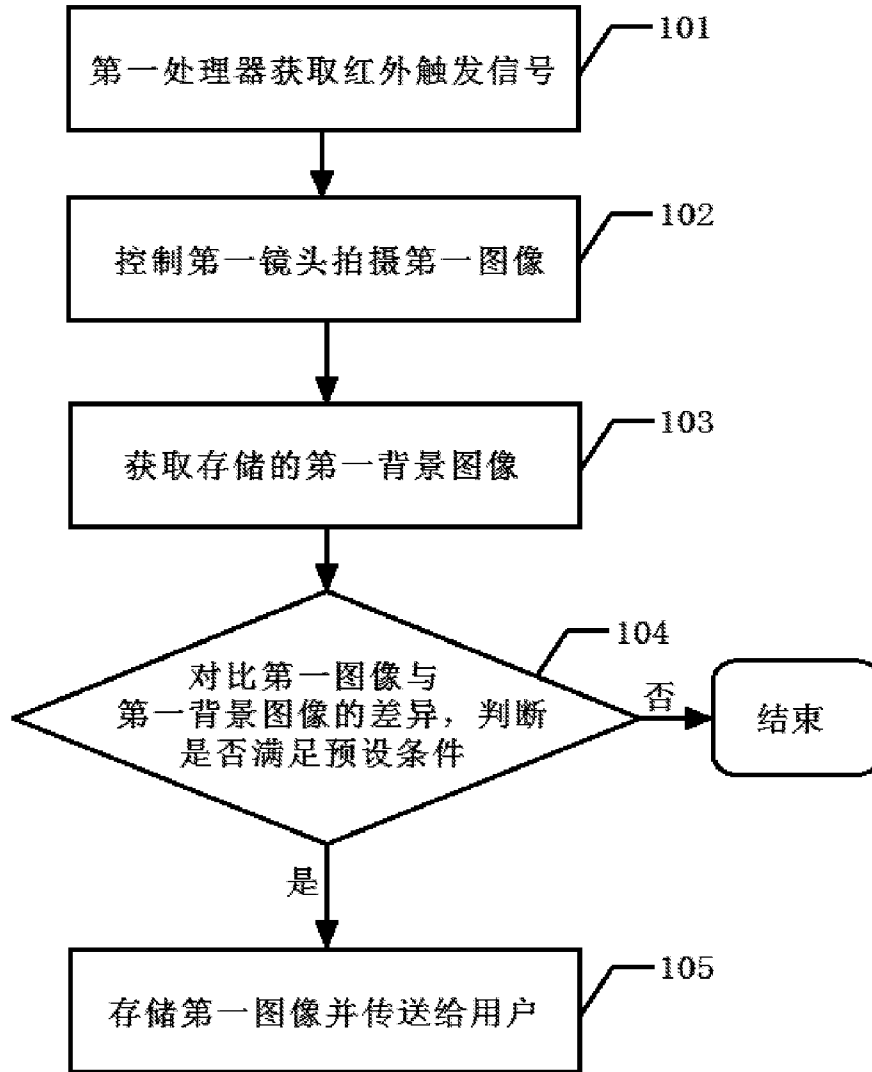 101
第一处理器获取红外触发信号
102
控制第一镜头拍摄第一图像
103
获取存储的第一背景图像
104
对比第一图像与
第一背景图像的差异，判断
是否满足预设条件
否
结束
是
105
存储第一图像并传送给用户